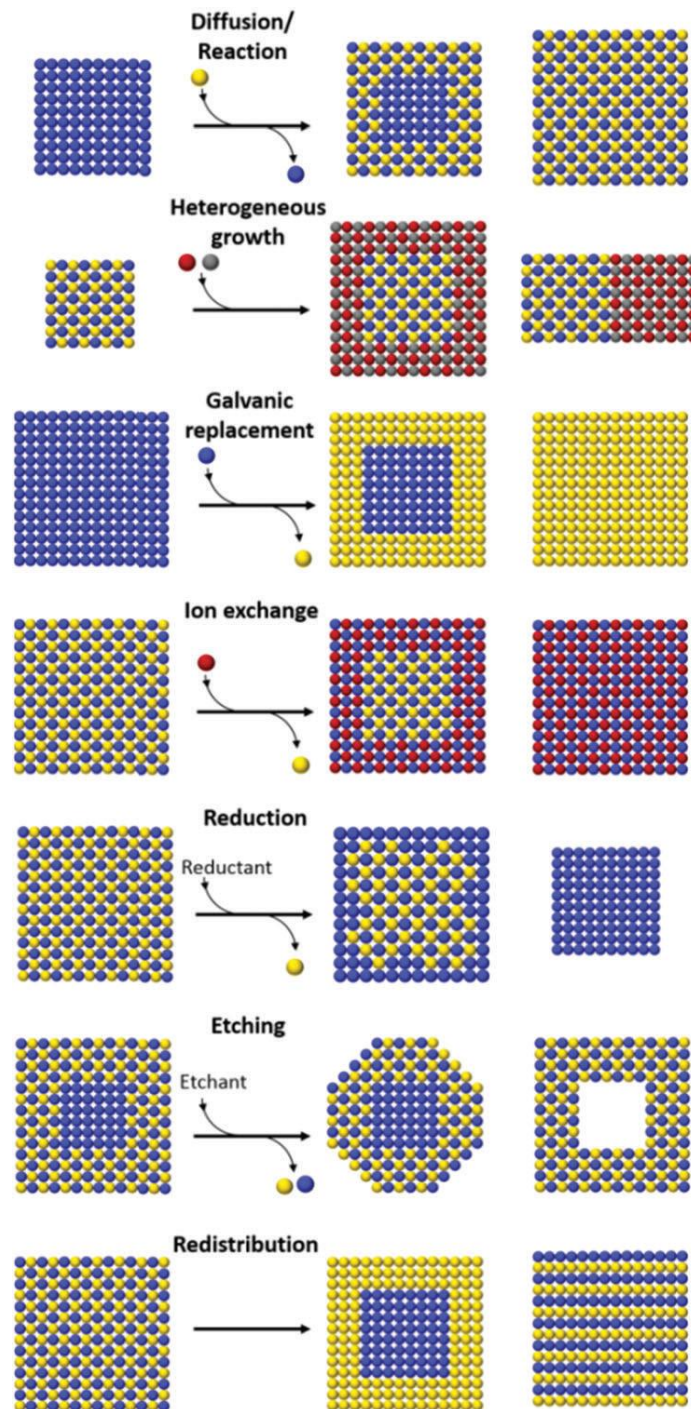 Diffusion/
Reaction
Heterogeneous
growth
Galvanic
replacement
Ion exchange
Reduction
Reductant
Etching
Etchant
Redistribution